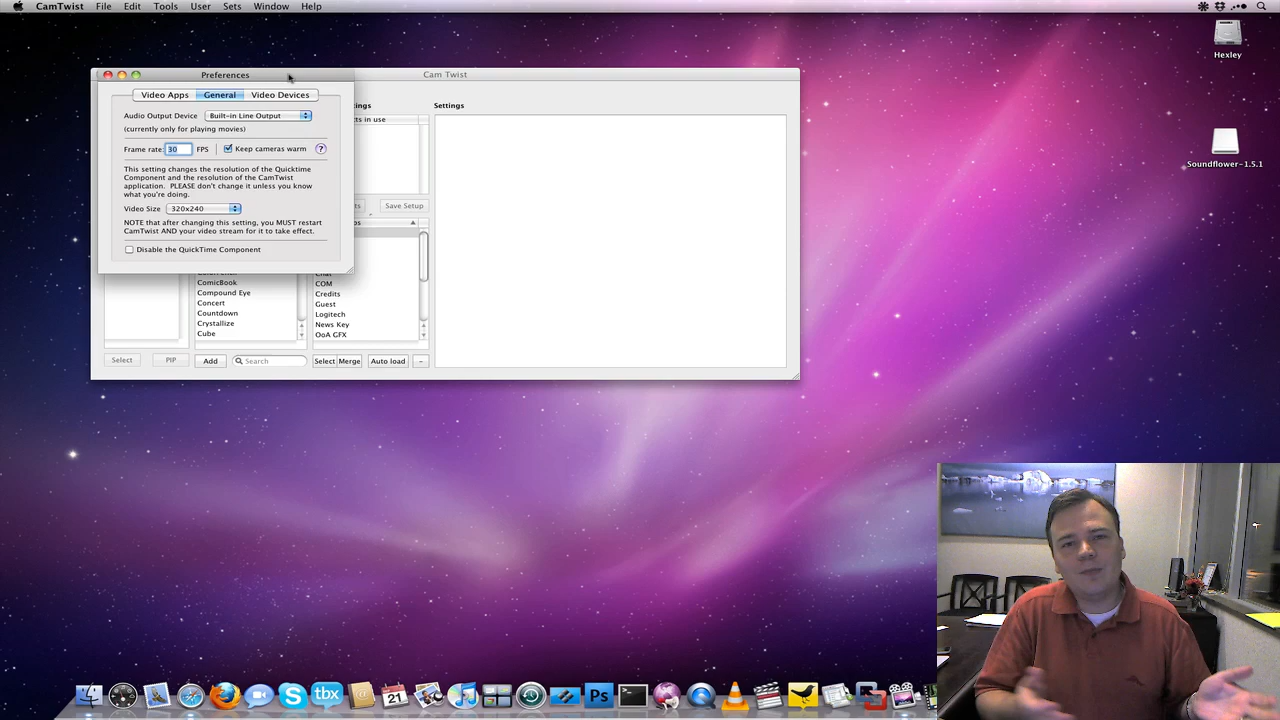 CamTwist File Edit Tools User Sets Window Help
Hexley
Soundflower-1.5.1
Cam Twist
Preferences
Video Apps General Video Devices
Audio Output Device Built-in Line Output
(currently only for playing movies)
Frame rate: 30 FPS Keep cameras warm ?
This setting changes the resolution of the Quicktime
Component and the resolution of the CamTwist
application. PLEASE don't change it unless you know
what you're doing.
Video Size 320x240
NOTE that after changing this setting, you MUST restart
CamTwist AND your video stream for it to take effect.
Disable the QuickTime Component
Settings
in use
Save Setup
ComicBook
Compound Eye
Concert
Countdown
Crystallize
Cube
Chat
COM
Credits
Guest
Logitech
News Key
OoA GFX
Select PIP Add Search Select Merge Auto load -
21
tbx
Ps